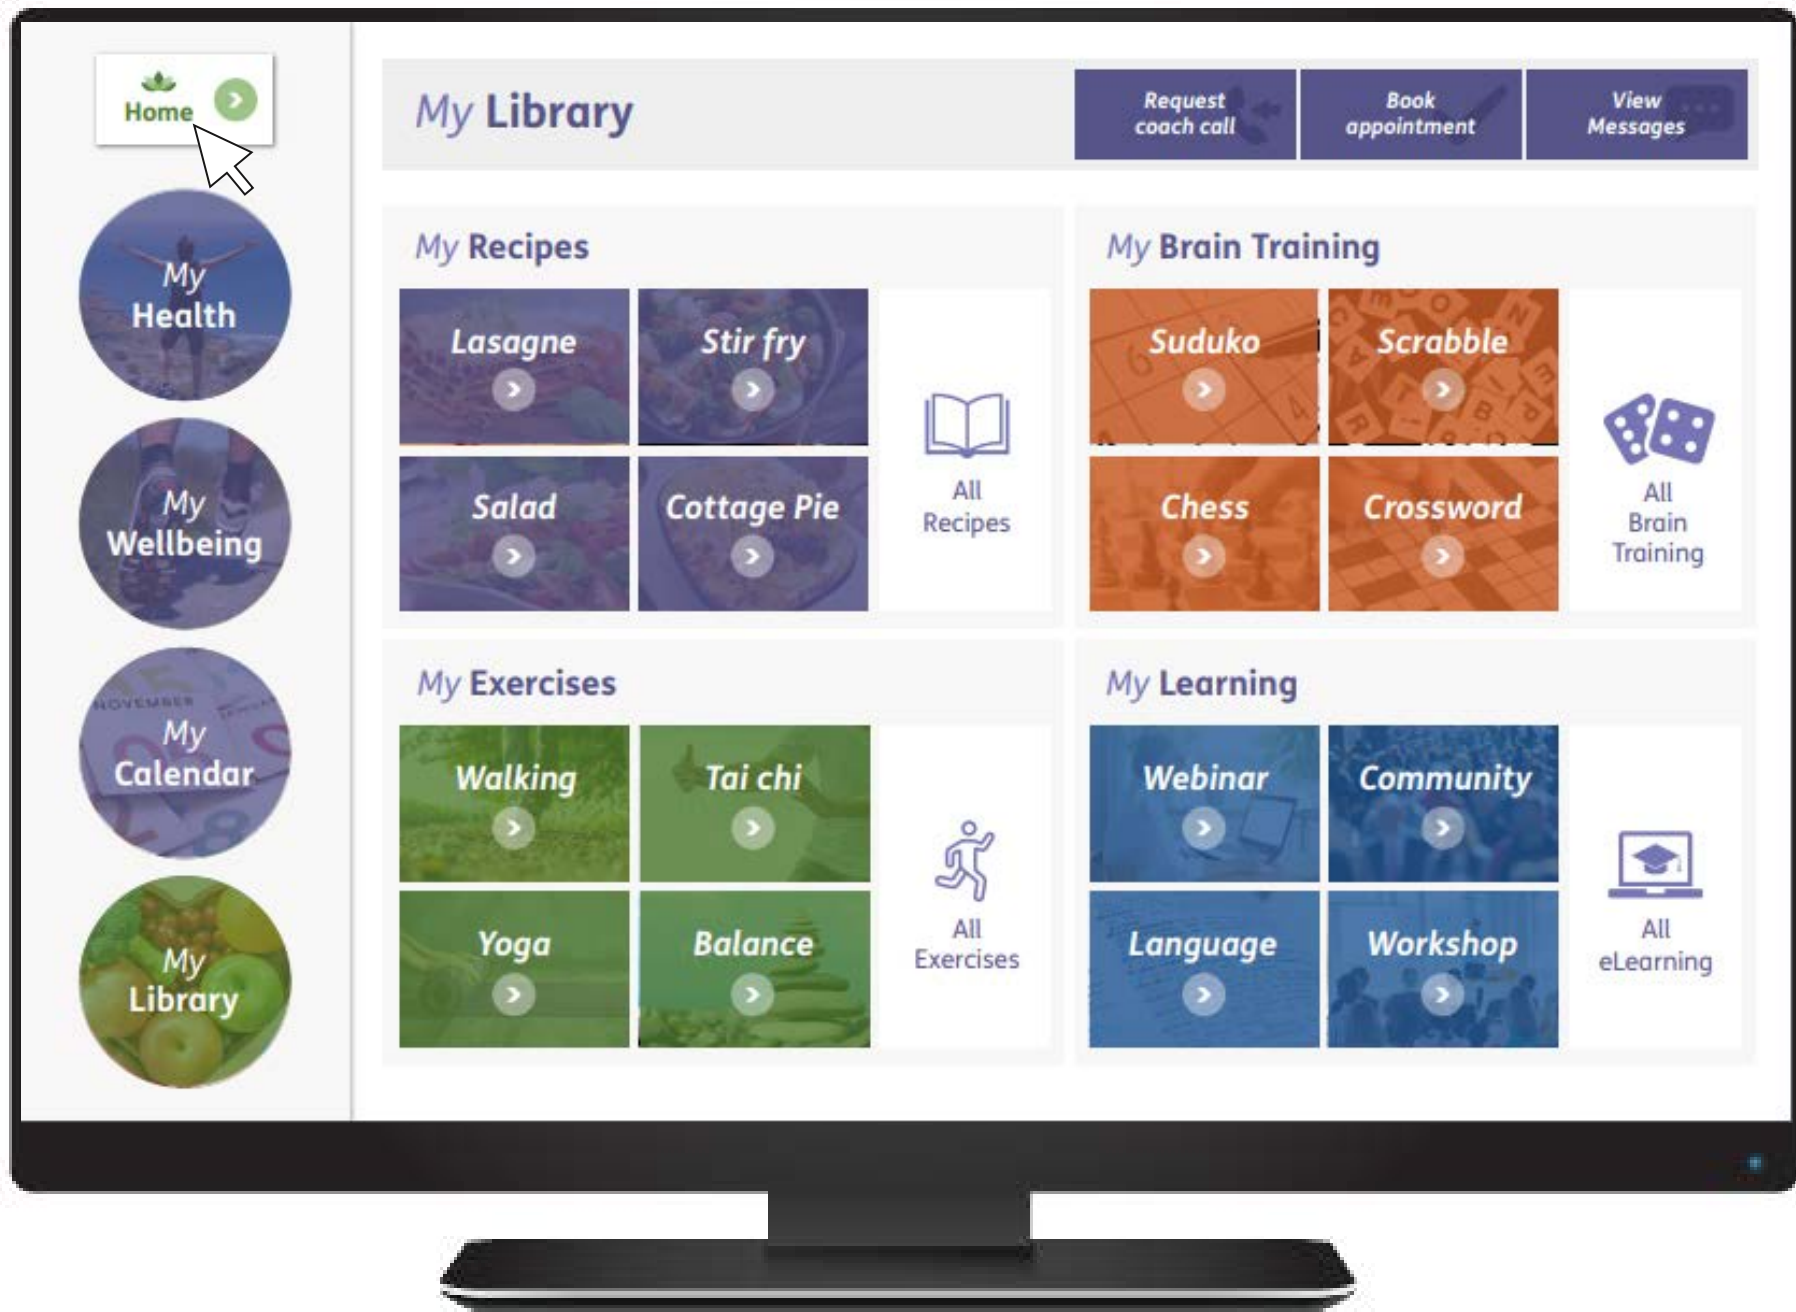 Home
My
Health
My
Wellbeing
NOVEMBER
My
Calendar
My
Library
My Library
Request
coach call
Book
appointment
View
Messages
My Recipes
Lasagne
Stir fry
Salad
Cottage Pie
All
Recipes
My Brain Training
Suduko
Scrabble
Chess
Crossword
All
Brain
Training
My Exercises
Walking
Tai chi
Yoga
Balance
All
Exercises
My Learning
Webinar
Community
Language
Workshop
All
eLearning